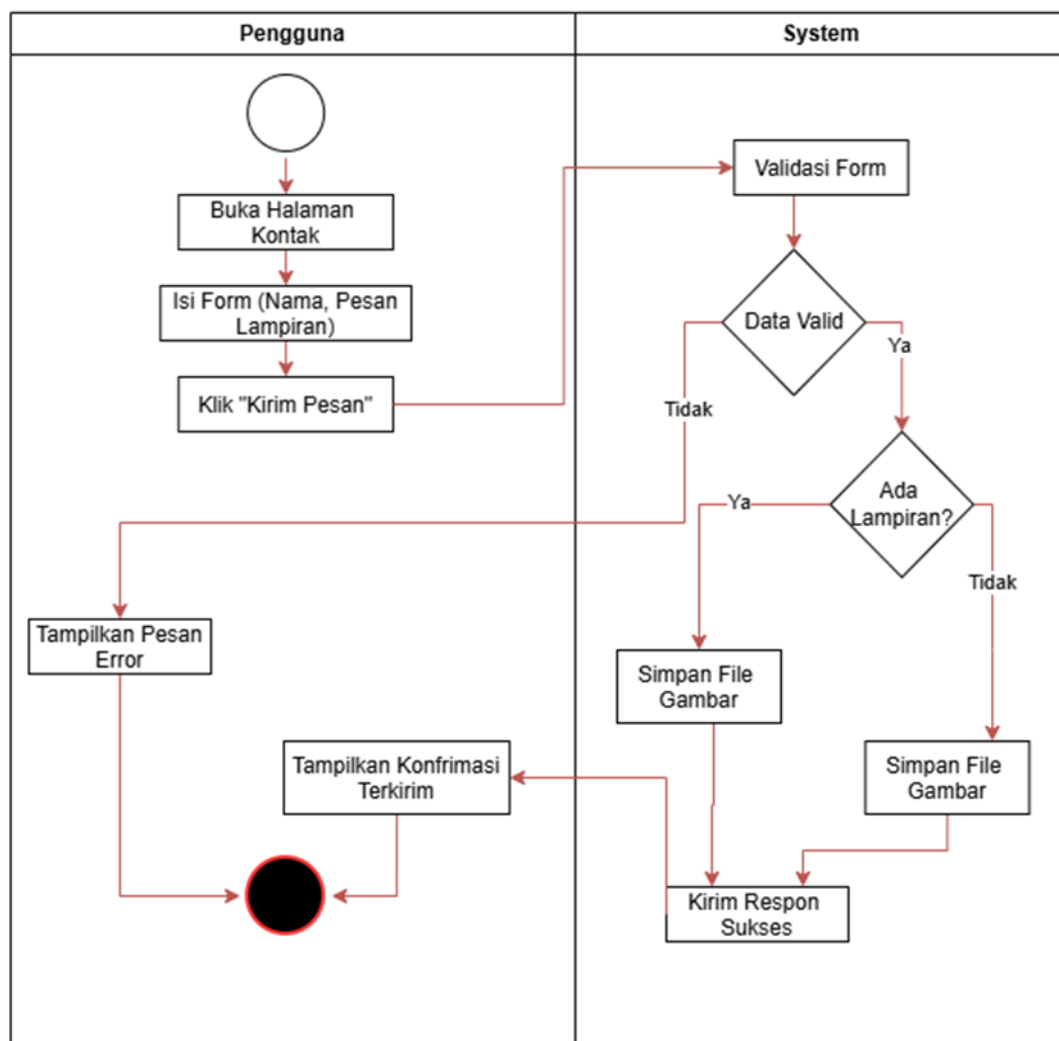 Pengguna
System
Buka Halaman
Kontak
Isi Form (Nama, Pesan
Lampiran)
Klik "Kirim Pesan"
Validasi Form
Data Valid
Ya
Tidak
Ada
Lampiran?
Ya
Tidak
Tampilkan Pesan
Error
Simpan File
Gambar
Simpan File
Gambar
Tampilkan Konfrimasi
Terkirim
Kirim Respon
Sukses